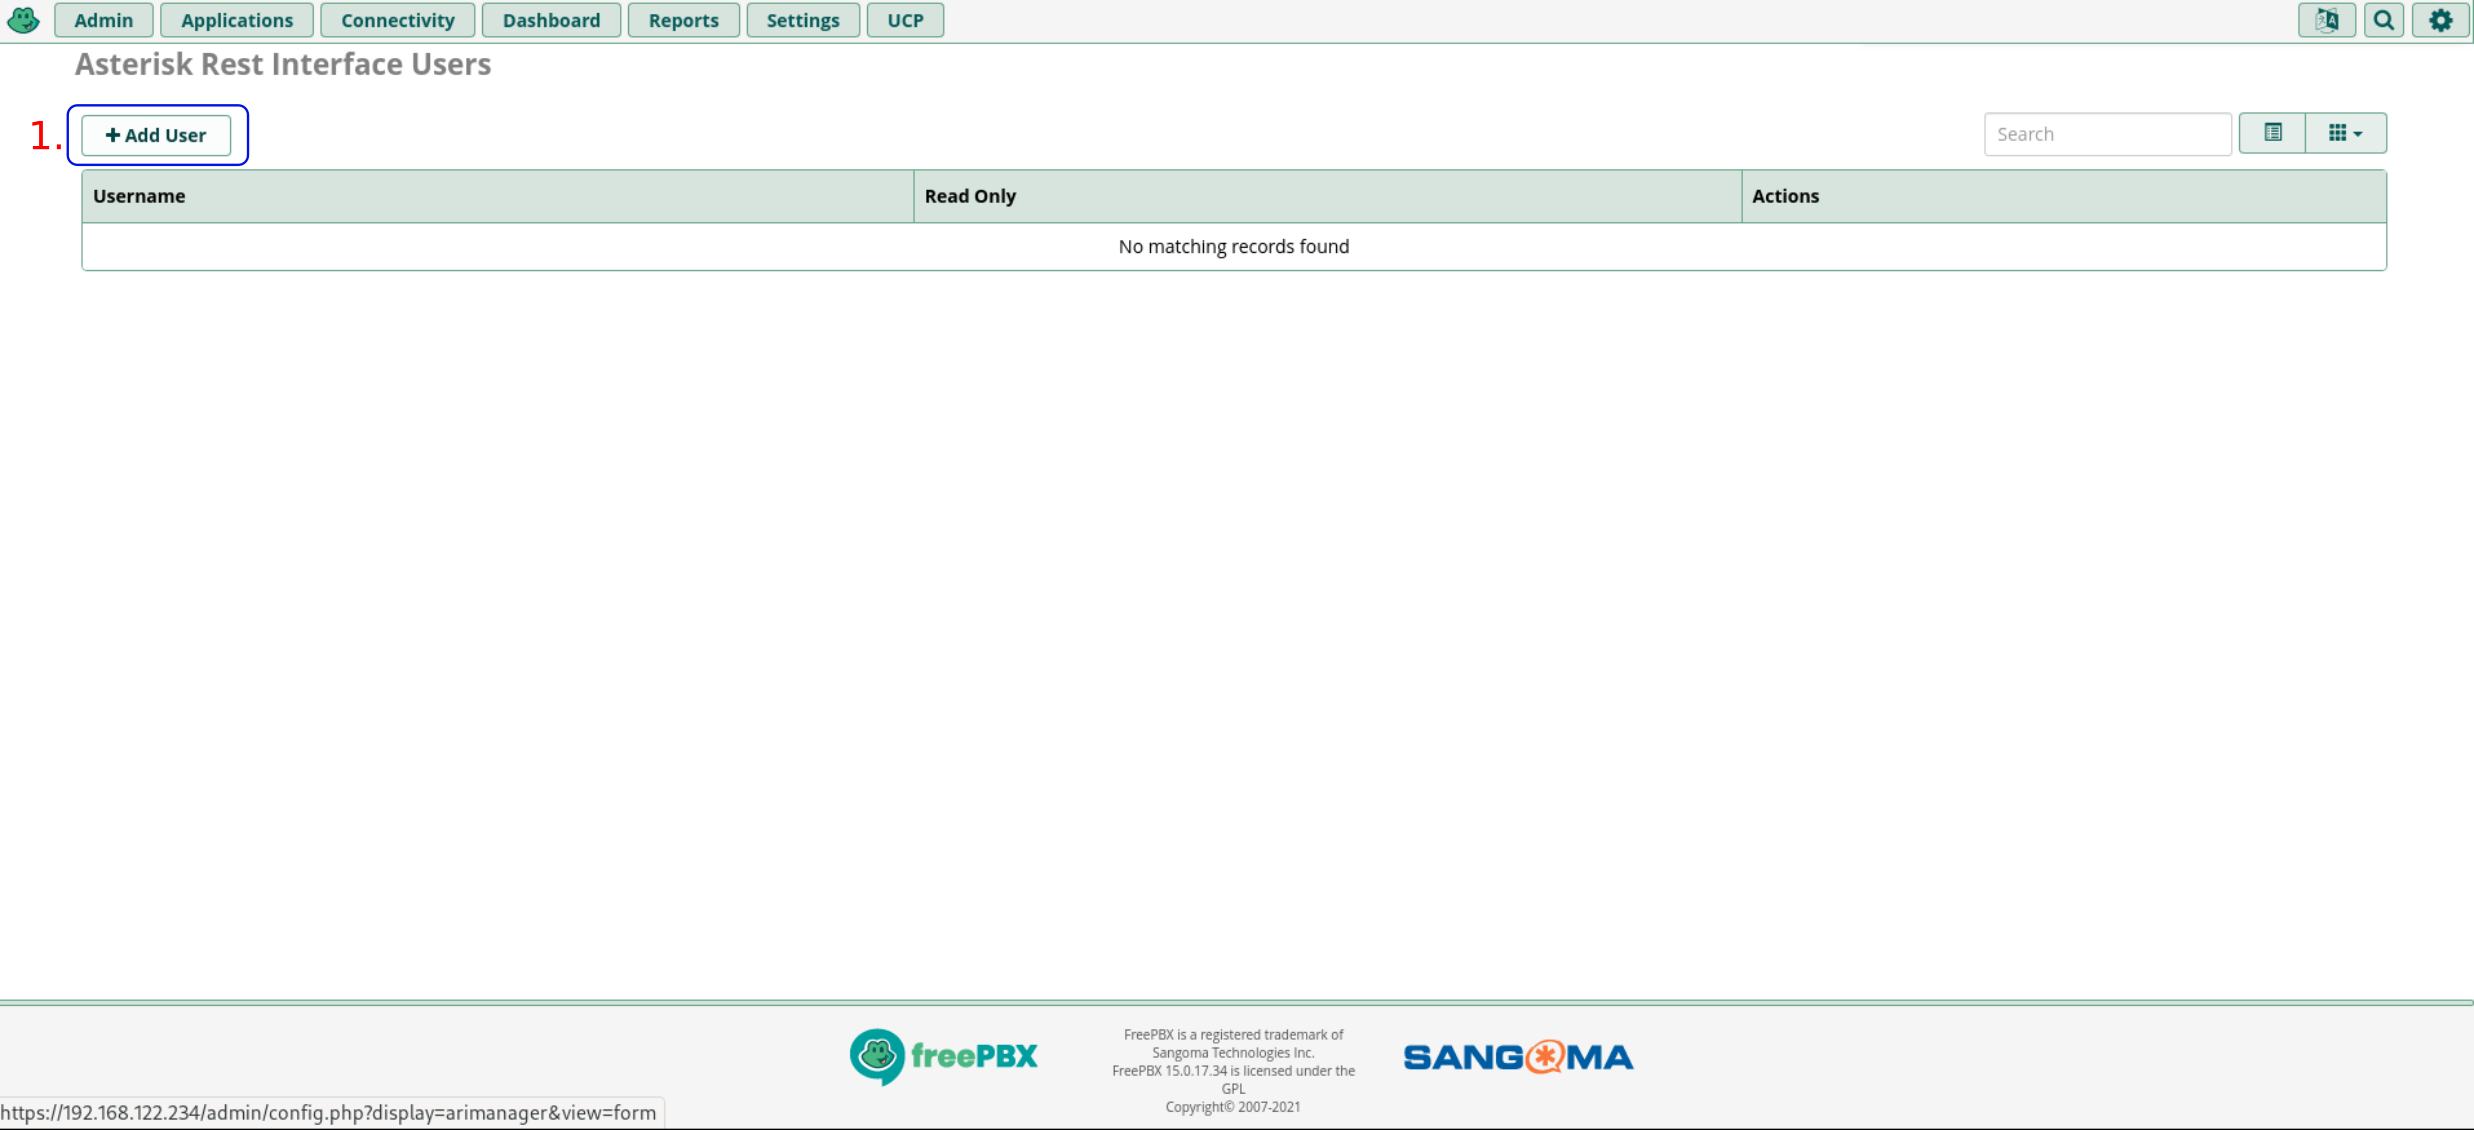 Admin Applications Connectivity Dashboard Reports Settings UCP
Asterisk Rest Interface Users
1. Add User Search
Username Read Only Actions
No matching records found
freePBX
FreePBX is a registered trademark of
Sangoma Technologies Inc.
FreePBX 15.0.17.34 is licensed under the
GPL
Copyright© 2007-2021
SANGOMA
https://192.168.122.234/admin/config.php?display=arimanager&view=form